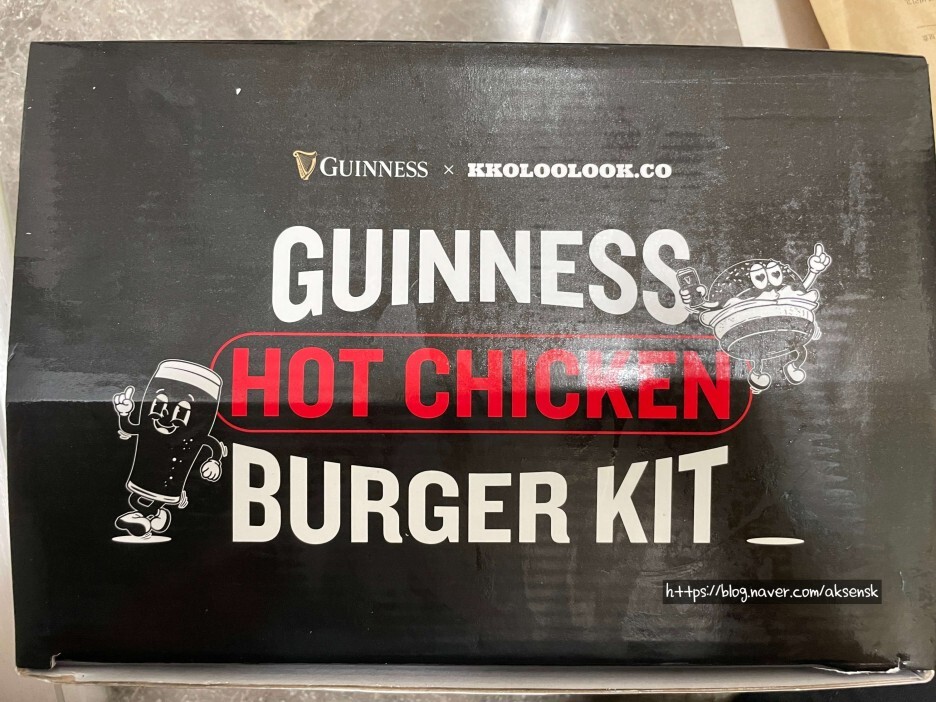 GUINNESS × KKOLOOLOOK.CO
GUINNESS
HOT CHICKEN
BURGER KIT
https://blog.naver.com/aksensk